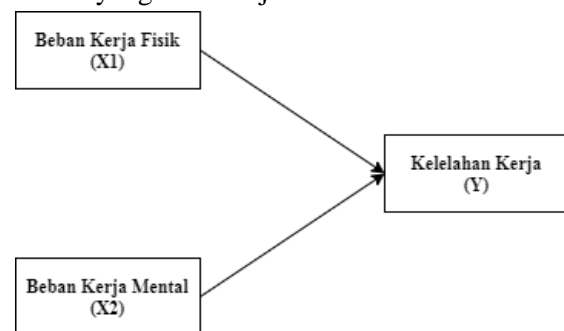 Beban Kerja Fisik
(X1)
Kelelahan Kerja
(Y)
Beban Kerja Mental
(X2)